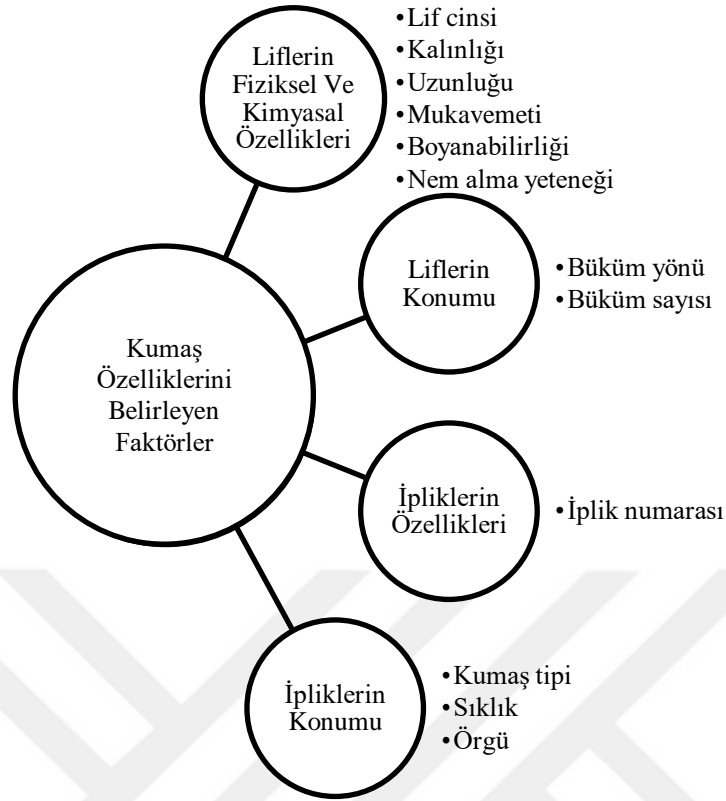 Kumaş
Özelliklerini
Belirleyen
Faktörler
Liflerin
Fiziksel Ve
Kimyasal
Özellikleri
•Lif cinsi
•Kalınlığı
•Uzunluğu
•Mukavemeti
•Boyanabilirliği
•Nem alma yeteneği
Liflerin
Konumu
•Büküm yönü
•Büküm sayısı
İpliklerin
Özellikleri
•İplik numarası
İpliklerin
Konumu
•Kumaş tipi
•Sıklık
•Örgü